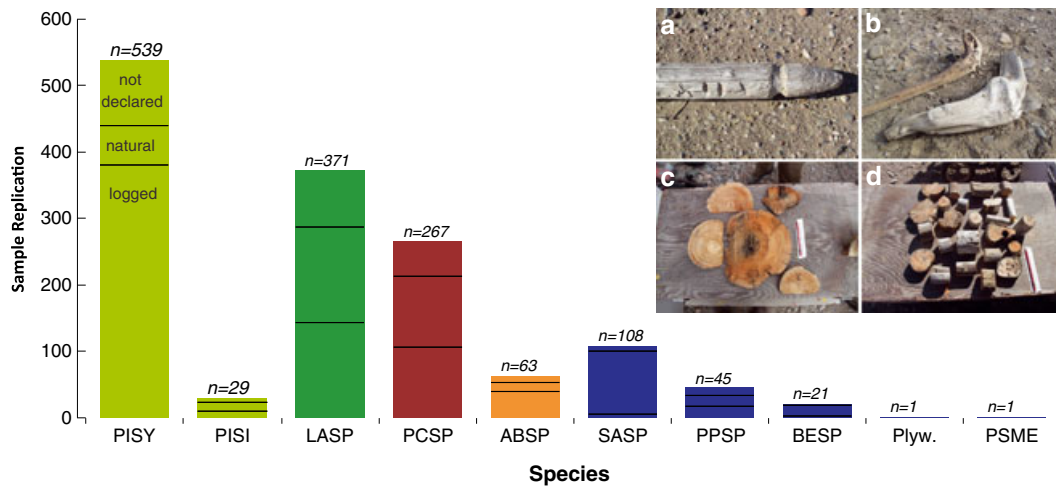 600
500
400
300
200
100
0
Sample Replication
n=539
not
declared
natural
logged
n=29
n=371
n=267
n=63
n=108
n=45
n=21
n=1
n=1
PISY
PISI
LASP
PCSP
ABSP
SASP
PPSP
BESP
Plyw.
PSME
Species
a
b
c
d